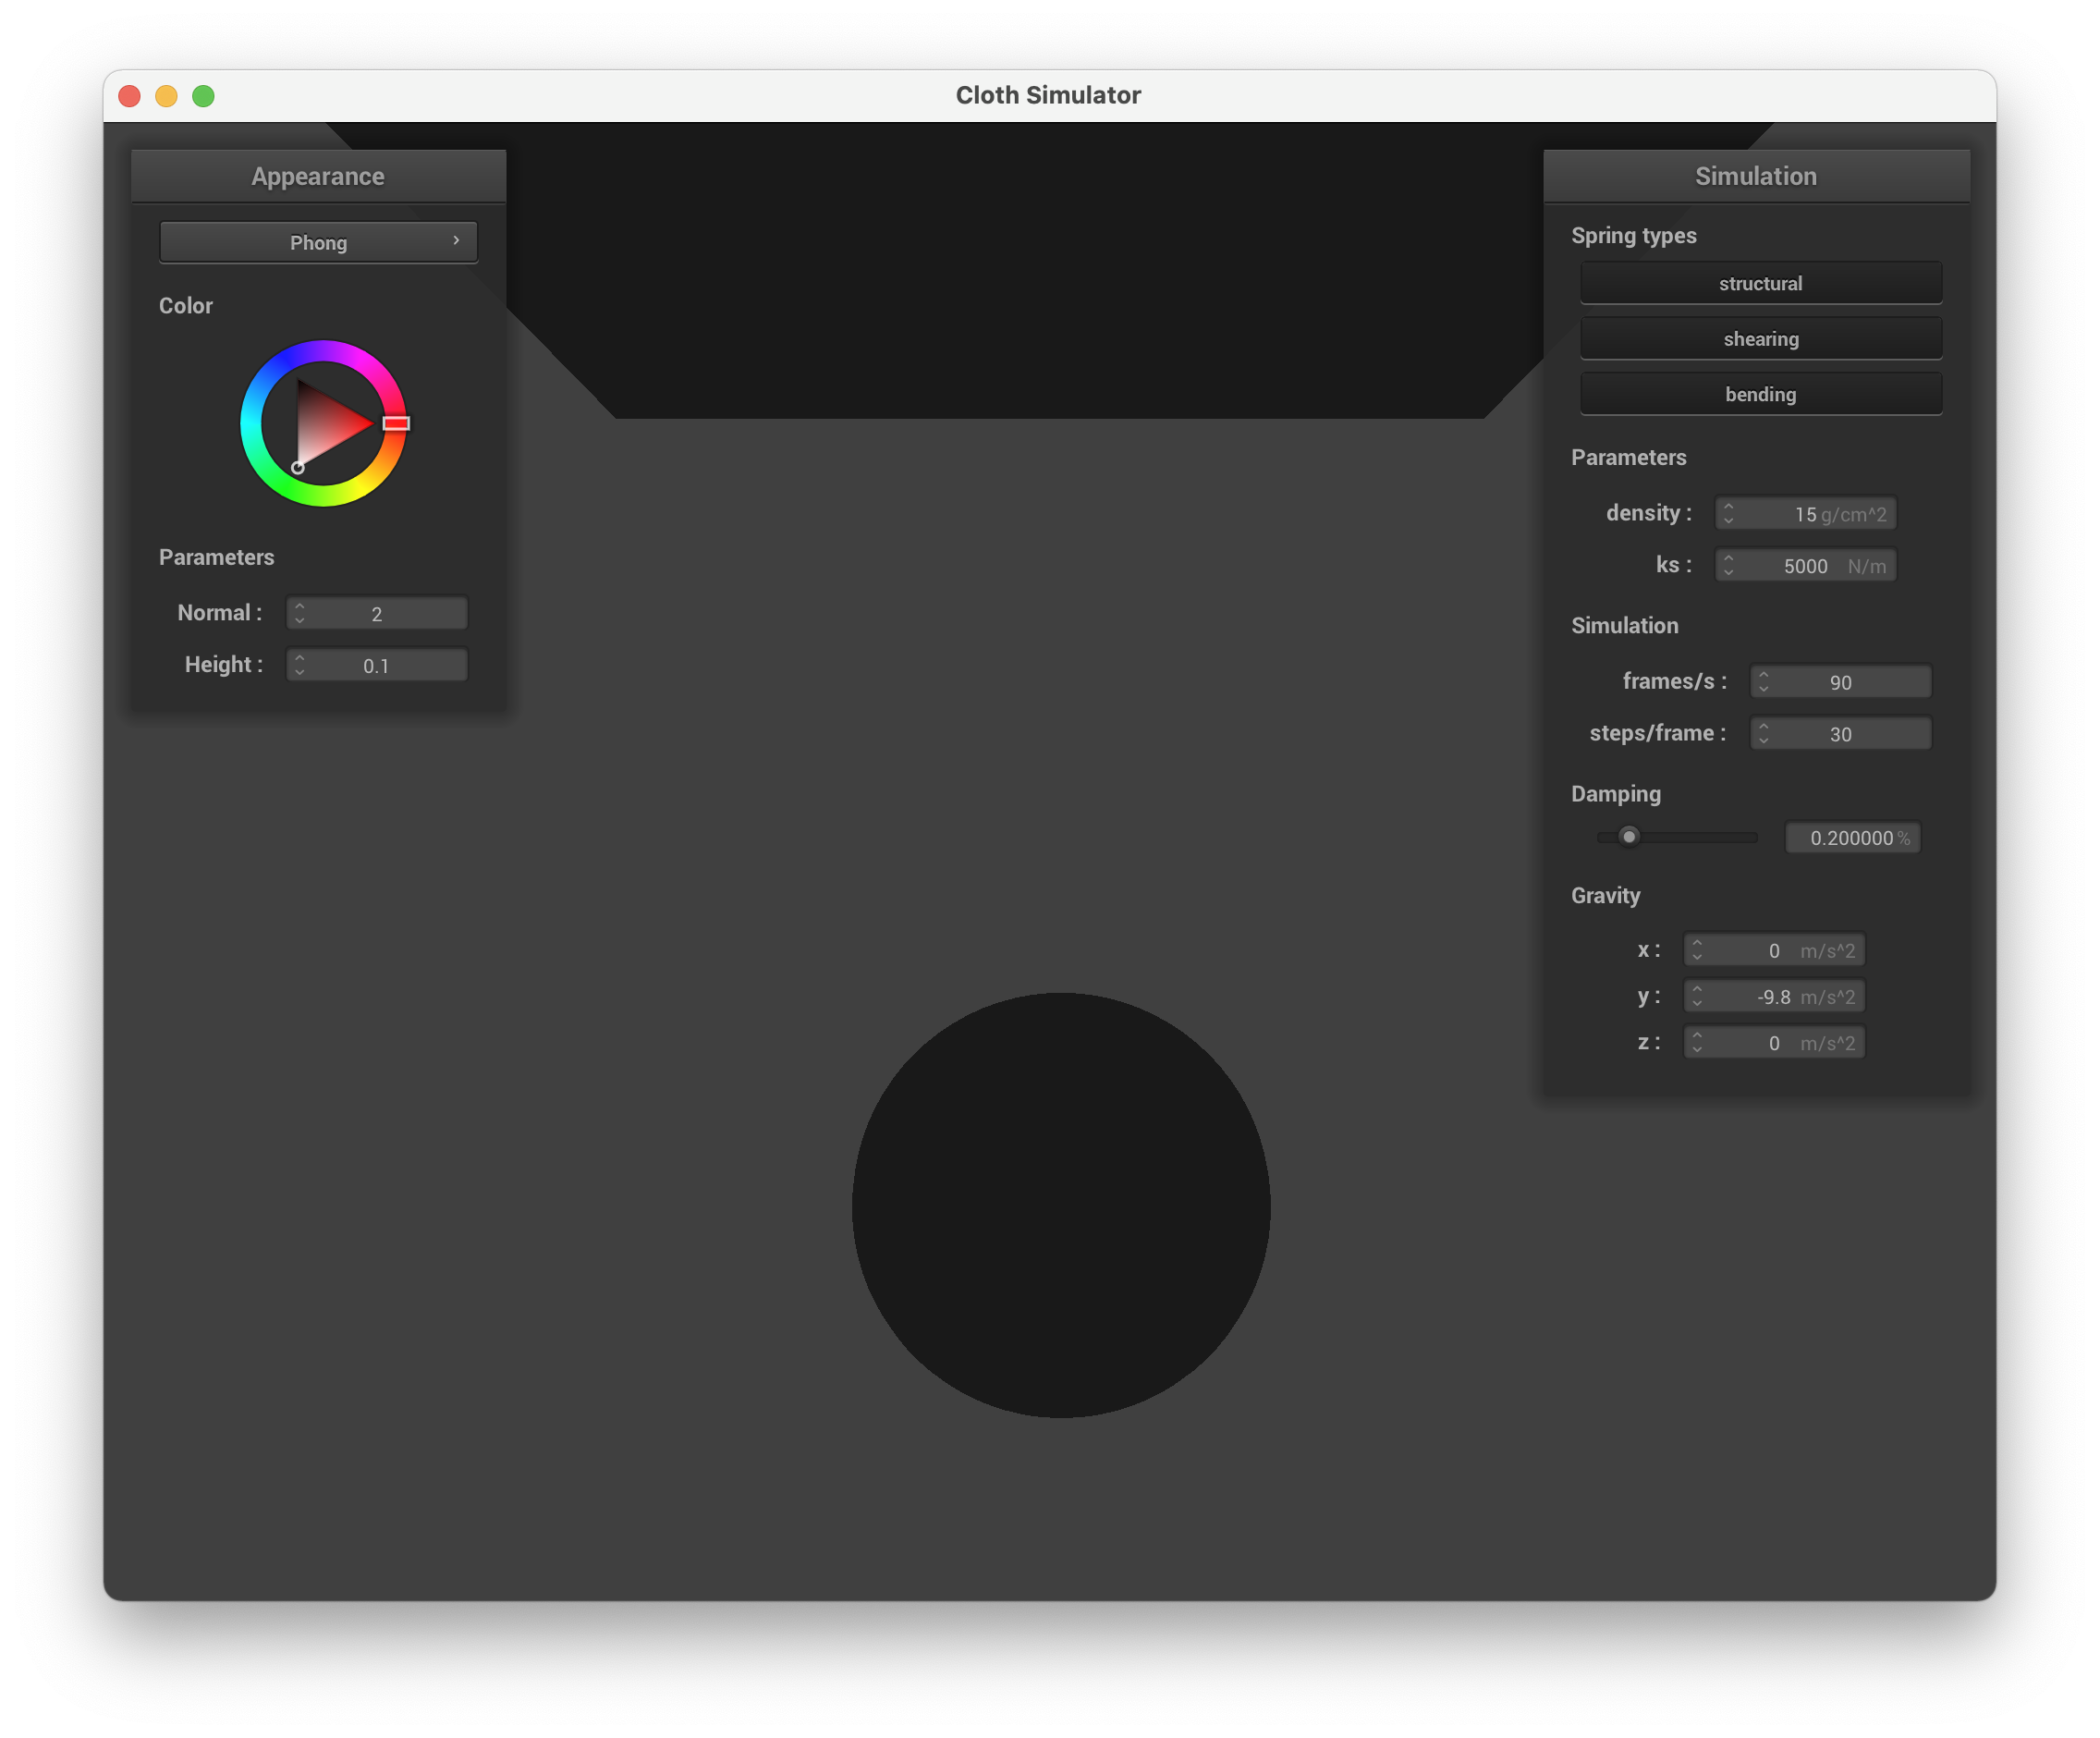 Cloth Simulator
Appearance
Phong
Color
Parameters
Normal : 2
Height : 0.1
Simulation
Spring types
structural
shearing
bending
Parameters
density : 15 g/cm^2
ks : 5000 N/m
Simulation
frames/s : 90
steps/frame : 30
Damping
0.200000 %
Gravity
x : 0 m/s^2
y : -9.8 m/s^2
z : 0 m/s^2